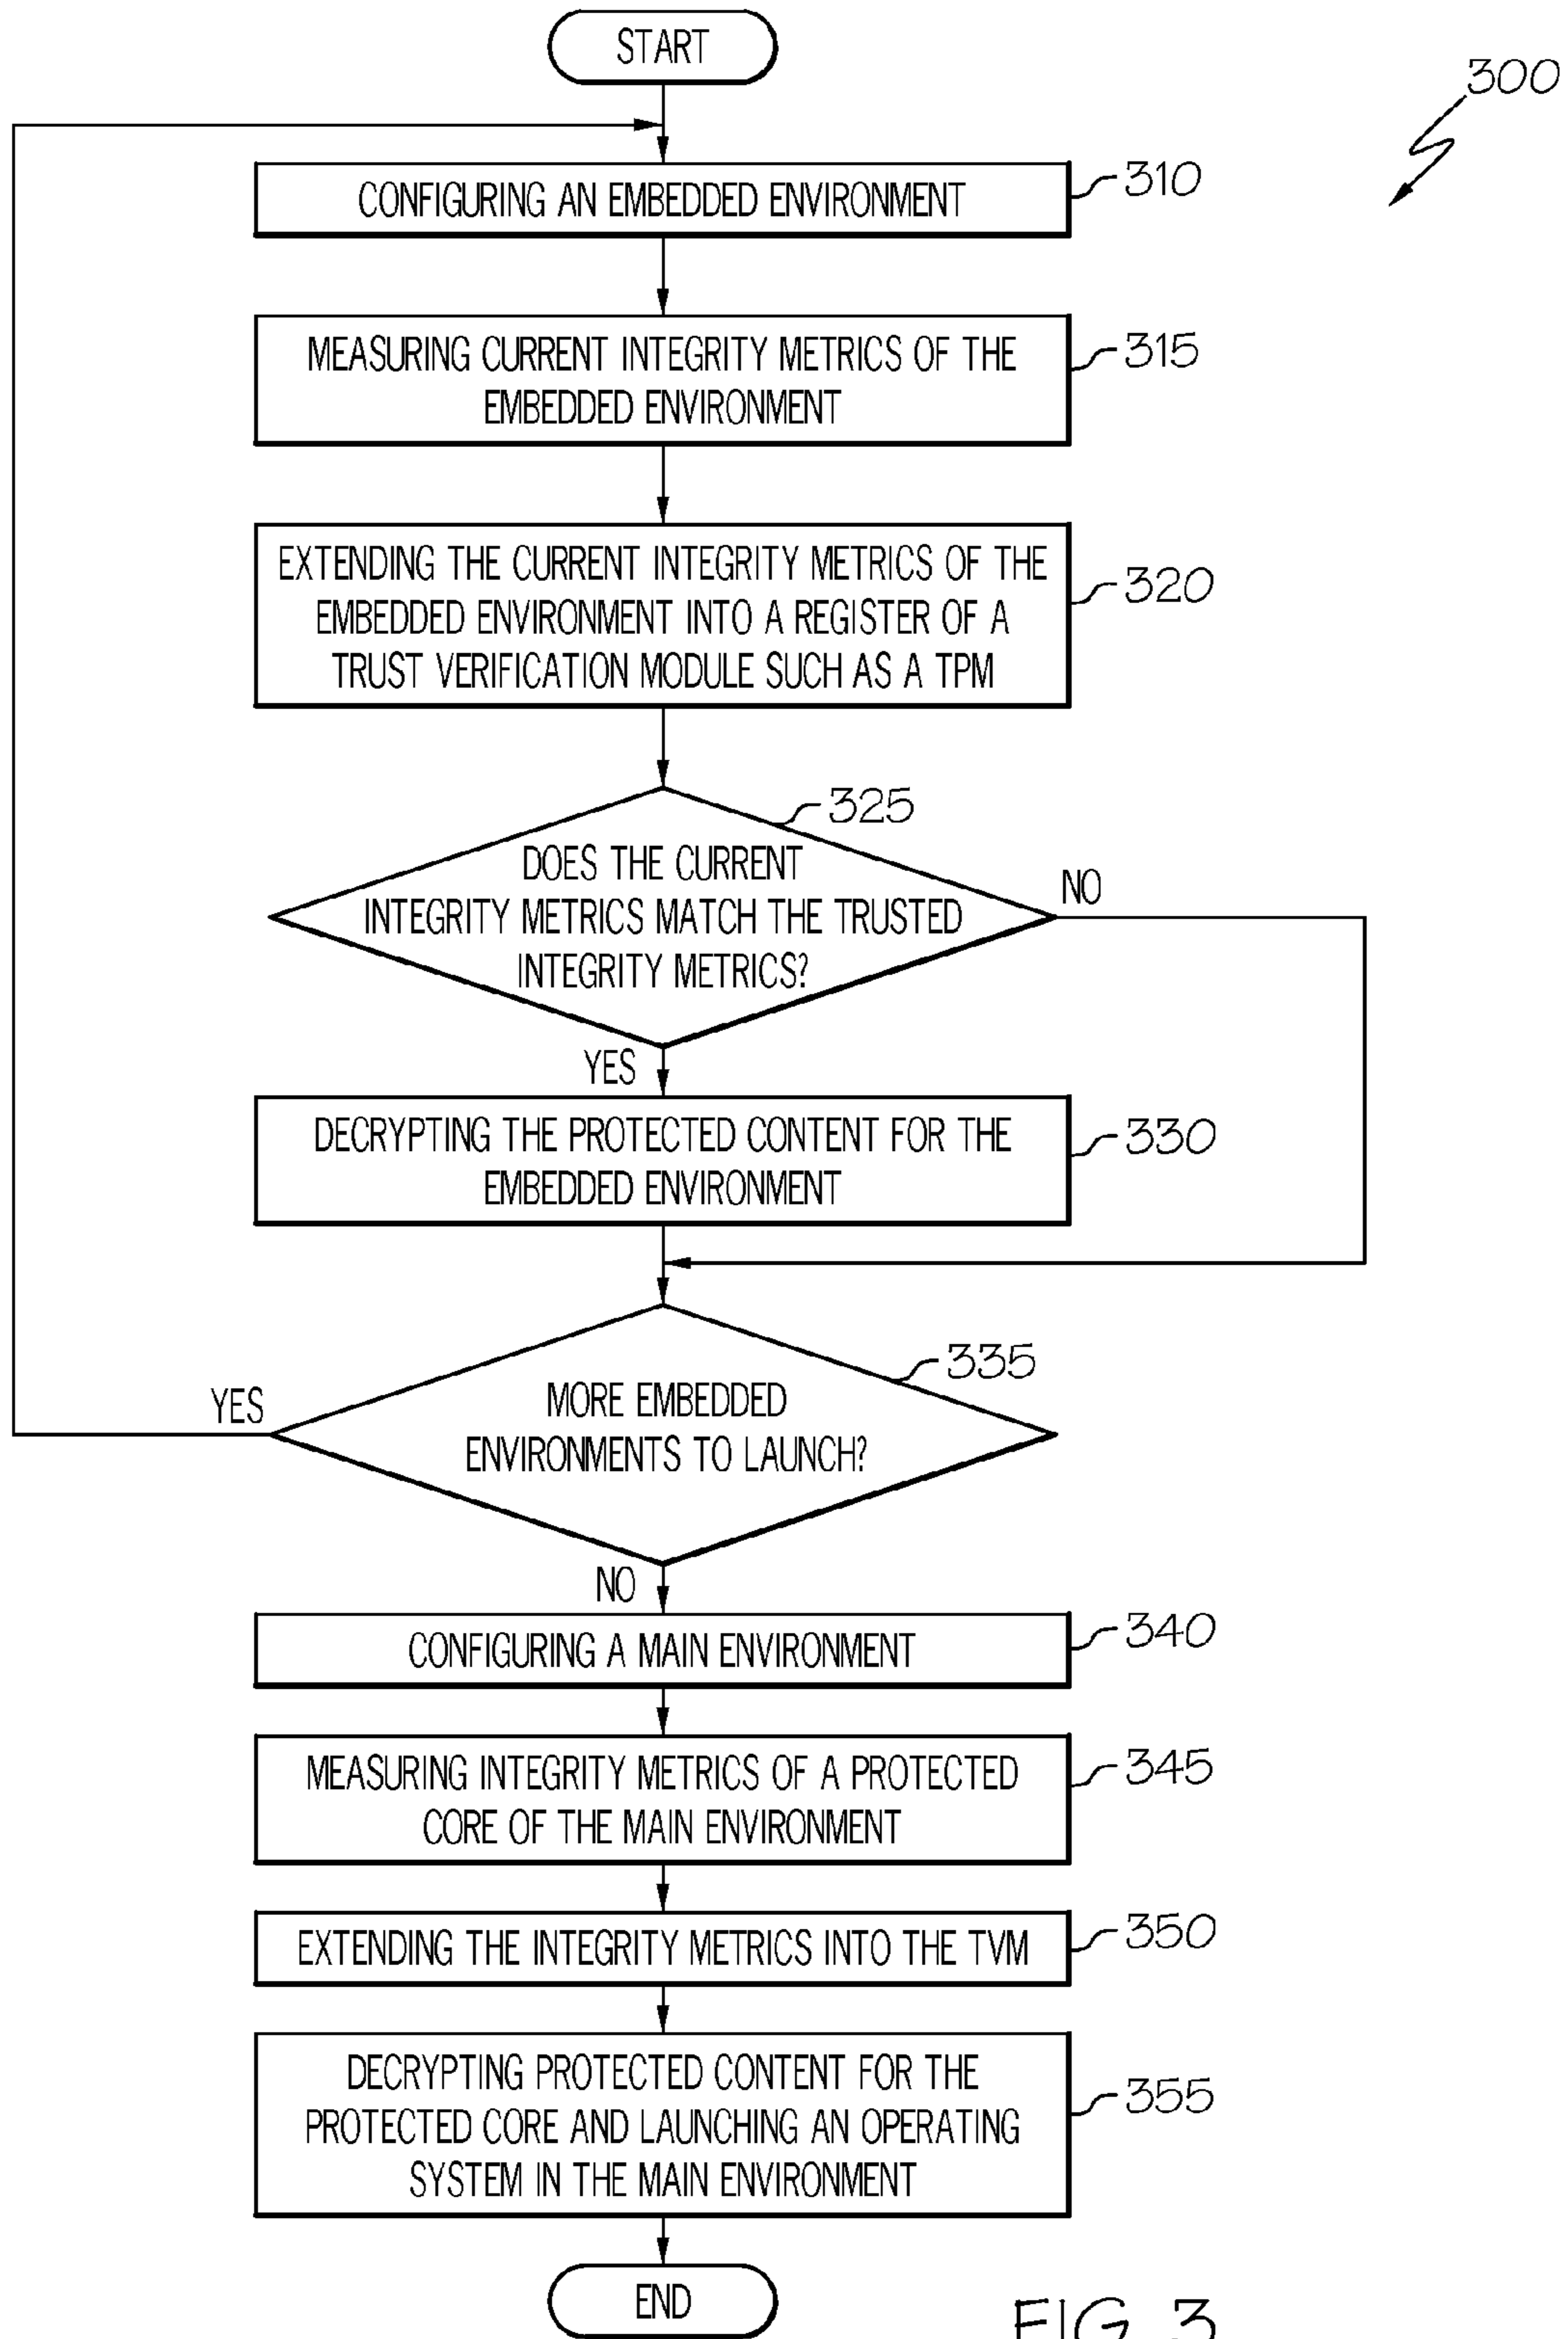 START
300
CONFIGURING AN EMBEDDED ENVIRONMENT
310
MEASURING CURRENT INTEGRITY METRICS OF THE
EMBEDDED ENVIRONMENT
315
EXTENDING THE CURRENT INTEGRITY METRICS OF THE
EMBEDDED ENVIRONMENT INTO A REGISTER OF A
TRUST VERIFICATION MODULE SUCH AS A TPM
320
325
DOES THE CURRENT
INTEGRITY METRICS MATCH THE TRUSTED
INTEGRITY METRICS?
NO
YES
DECRYPTING THE PROTECTED CONTENT FOR THE
EMBEDDED ENVIRONMENT
330
335
MORE EMBEDDED
ENVIRONMENTS TO LAUNCH?
YES
NO
CONFIGURING A MAIN ENVIRONMENT
340
MEASURING INTEGRITY METRICS OF A PROTECTED
CORE OF THE MAIN ENVIRONMENT
345
EXTENDING THE INTEGRITY METRICS INTO THE TVM
350
DECRYPTING PROTECTED CONTENT FOR THE
PROTECTED CORE AND LAUNCHING AN OPERATING
SYSTEM IN THE MAIN ENVIRONMENT
355
END
FIG 3